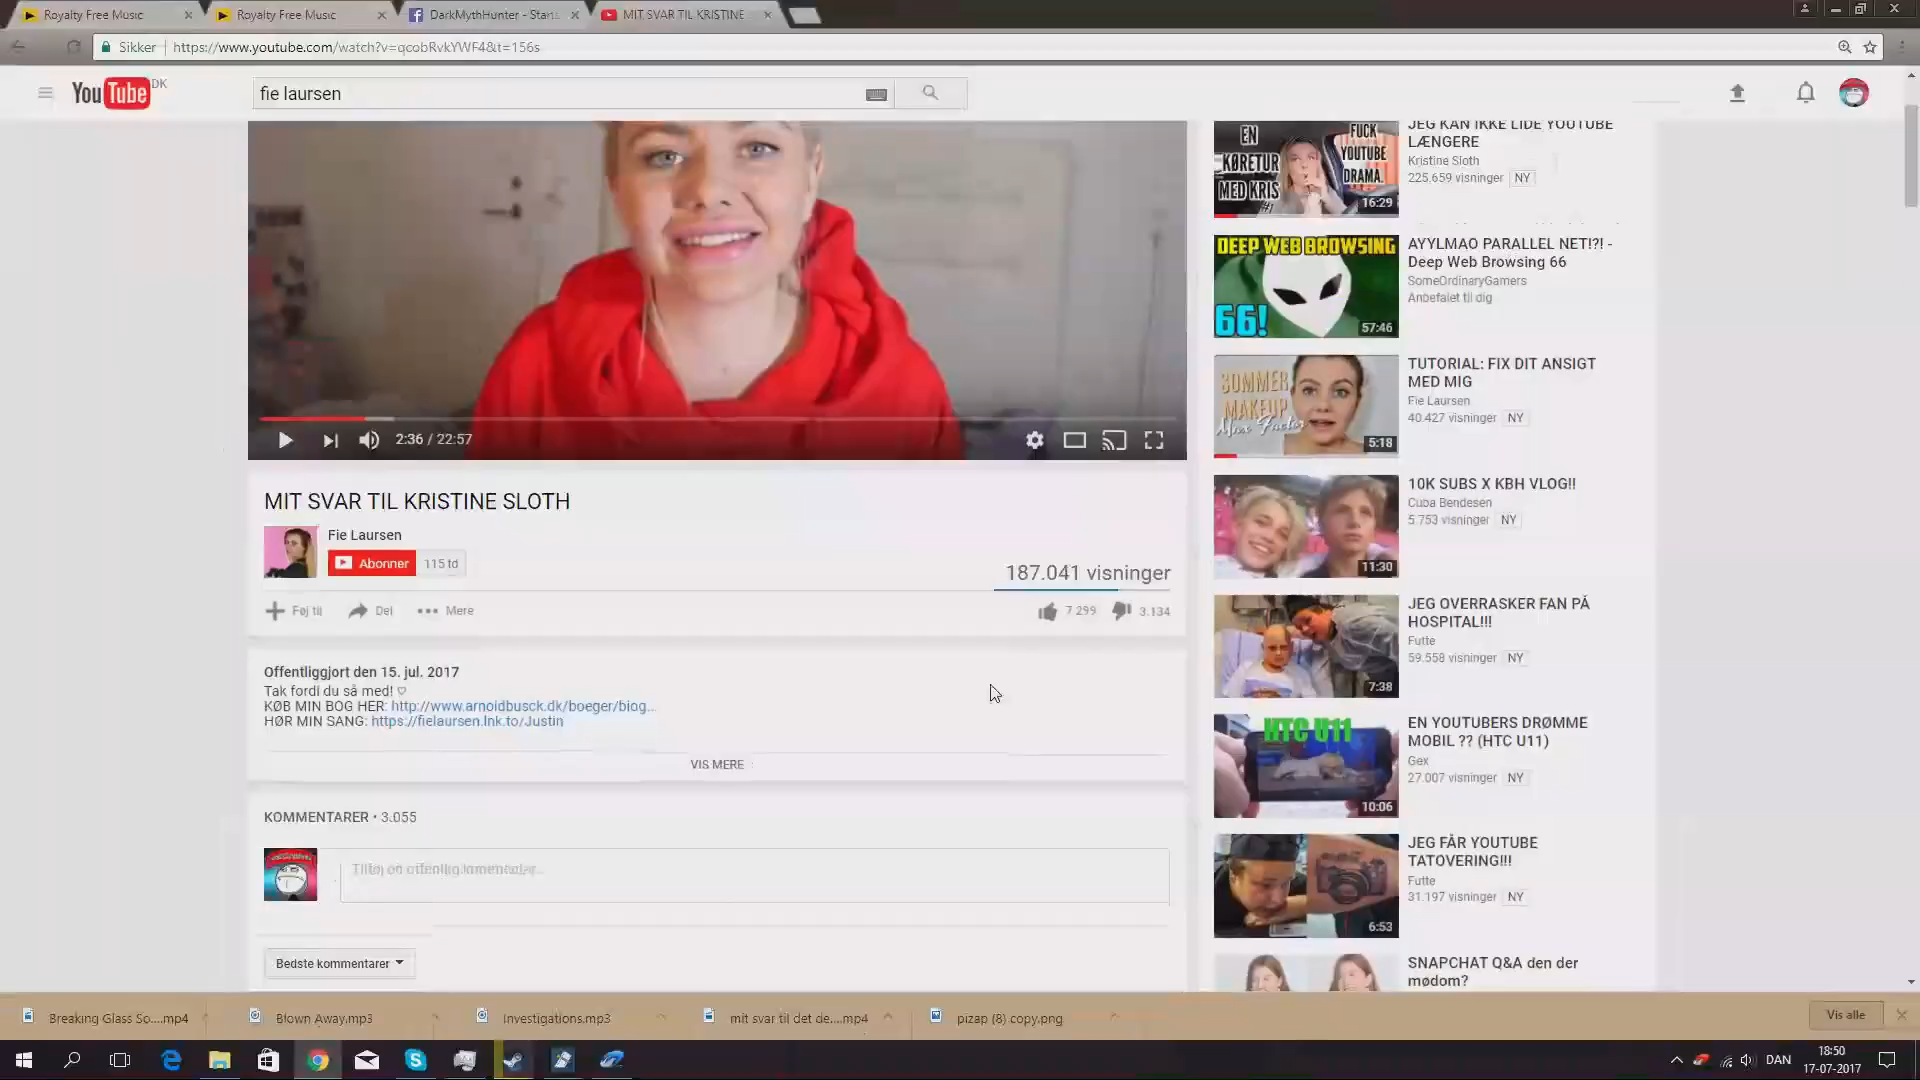 Royalty Free Music
Royalty Free Music
DarkMythHunter - Start
MIT SVAR TIL KRISTINE
Sikker
https://www.youtube.com/watch?v=qcobRvkYWF4&t=156s
YouTube DK
fie laursen
2:36 / 22:57
MIT SVAR TIL KRISTINE SLOTH
Fie Laursen
Abonner 115 td
187.041 visninger
Føj til Del Mere
7 299 3.134
Offentliggjort den 15. jul. 2017
Tak fordi du så med! ♡
KØB MIN BOG HER: http://www.arnoldbusck.dk/boeger/biog...
HØR MIN SANG: https://fielaursen.lnk.to/Justin
VIS MERE
KOMMENTARER • 3.055
Tilføj en offentlig kommentar...
Bedste kommentarer
EN
KØRETUR
MED KRIS
#1
FUCK
YOUTUBE
DRAMA.
16:29
JEG KAN IKKE LIDE YOUTUBE
LÆNGERE
Kristine Sloth
225.659 visninger NY
DEEP WEB BROWSING
66!
57:46
AYYLMAO PARALLEL NET!?! -
Deep Web Browsing 66
SomeOrdinaryGamers
Anbefalet til dig
SOMMER
MAKEUP
Max Factor
5:18
TUTORIAL: FIX DIT ANSIGT
MED MIG
Fie Laursen
40.427 visninger NY
11:30
10K SUBS X KBH VLOG!!
Cuba Bendesen
5.753 visninger NY
7:38
JEG OVERRASKER FAN PÅ
HOSPITAL!!!
Futte
59.558 visninger NY
HTC U11
10:06
EN YOUTUBERS DRØMME
MOBIL ?? (HTC U11)
Gex
27.007 visninger NY
6:53
JEG FÅR YOUTUBE
TATOVERING!!!
Futte
31.197 visninger NY
SNAPCHAT Q&A den der
mødom?
Breaking Glass So....mp4
Blown Away.mp3
Investigations.mp3
mit svar til det de....mp4
pizap (8) copy.png
Vis alle
DAN
18:50
17-07-2017